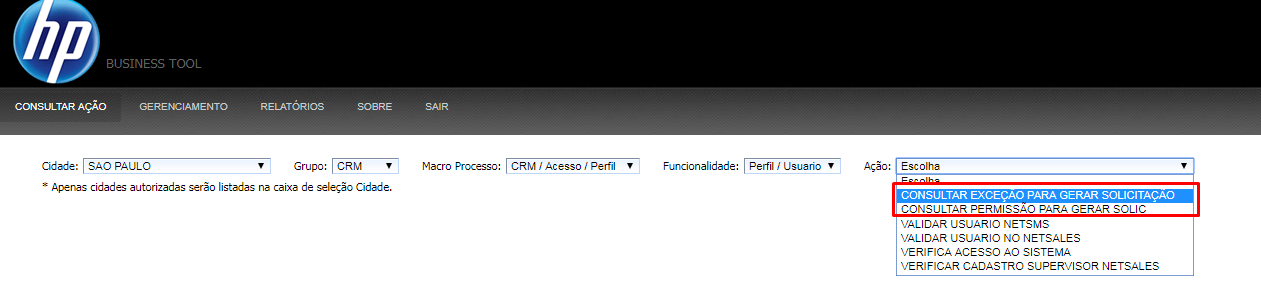 hp
BUSINESS TOOL
CONSULTAR AÇÃO GERENCIAMENTO RELATÓRIOS SOBRE SAIR
Cidade: SAO PAULO Grupo: CRM Macro Processo: CRM / Acesso / Perfil Funcionalidade: Perfil / Usuario Ação: Escolha
* Apenas cidades autorizadas serão listadas na caixa de seleção Cidade.
Escolha
CONSULTAR EXCEÇÃO PARA GERAR SOLICITAÇÃO
CONSULTAR PERMISSÃO PARA GERAR SOLIC
VALIDAR USUARIO NETSMS
VALIDAR USUARIO NO NETSALES
VERIFICA ACESSO AO SISTEMA
VERIFICAR CADASTRO SUPERVISOR NETSALES